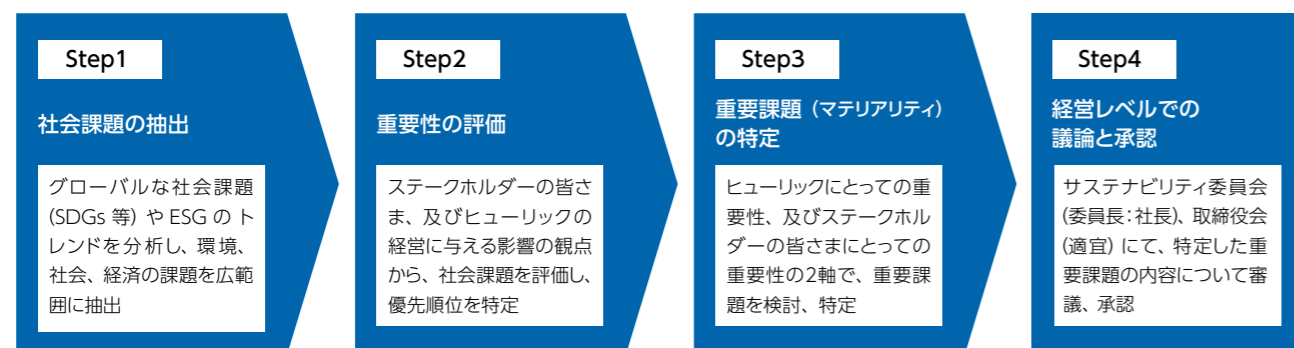 Step1
社会課題の抽出
グローバルな社会課題
(SDGs 等) や ESG のト
レンドを分析し、環境、
社会、経済の課題を広範
囲に抽出
Step2
重要性の評価
ステークホルダーの皆さ
ま、及びヒューリックの
経営に与える影響の観点
から、社会課題を評価し、
優先順位を特定
Step3
重要課題（マテリアリティ）
の特定
ヒューリックにとっての重
要性、及びステークホル
ダーの皆さまにとっての
重要性の2軸で、重要課
題を検討、特定
Step4
経営レベルでの
議論と承認
サステナビリティ委員会
(委員長：社長)、取締役会
(適宜) にて、特定した重
要課題の内容について審
議、承認